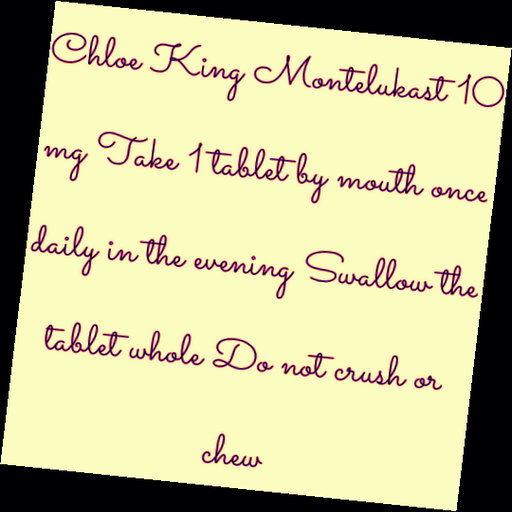 Chloe King Montelukast 10
mg Take 1 tablet by mouth once
daily in the evening Swallow the
tablet whole Do not crush or
chew